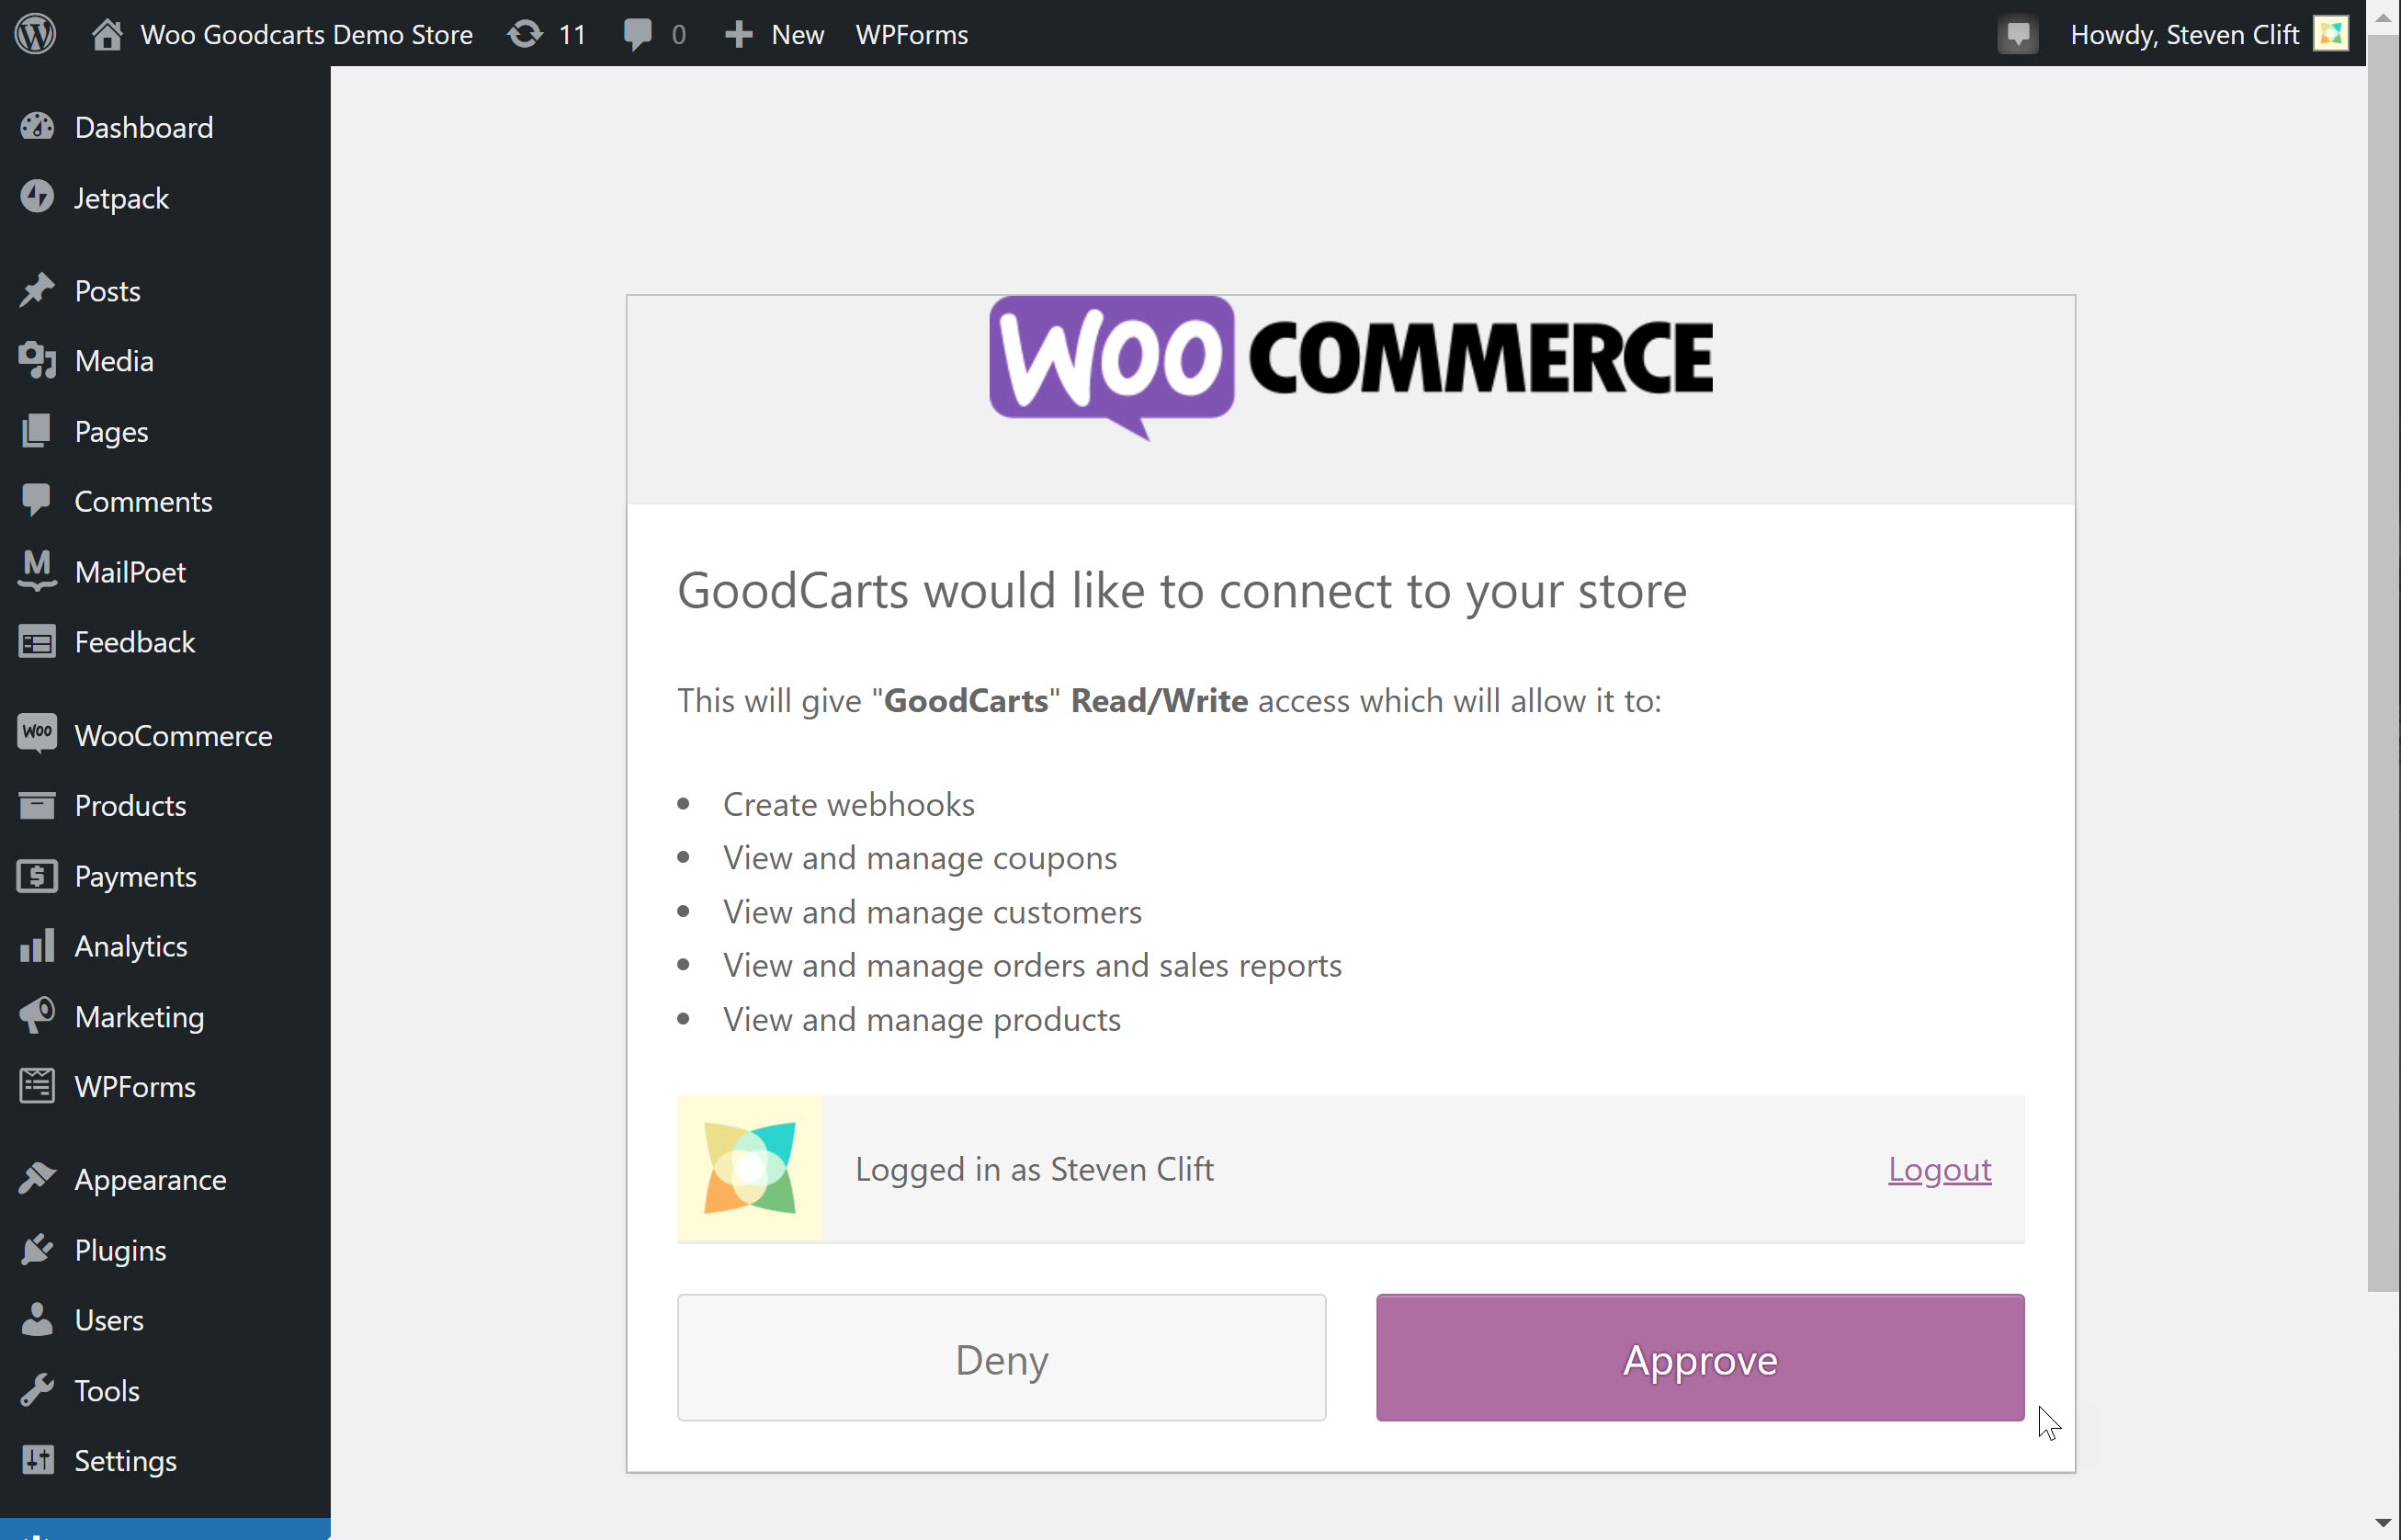 Woo Goodcarts Demo Store 11 0 New WPForms Howdy, Steven Clift
Dashboard
Jetpack
Posts
Media
Pages
Comments
MailPoet
Feedback
WooCommerce
Products
Payments
Analytics
Marketing
WPForms
Appearance
Plugins
Users
Tools
Settings
WOO COMMERCE
GoodCarts would like to connect to your store
This will give "GoodCarts" Read/Write access which will allow it to:
• Create webhooks
• View and manage coupons
• View and manage customers
• View and manage orders and sales reports
• View and manage products
Logged in as Steven Clift Logout
Deny Approve